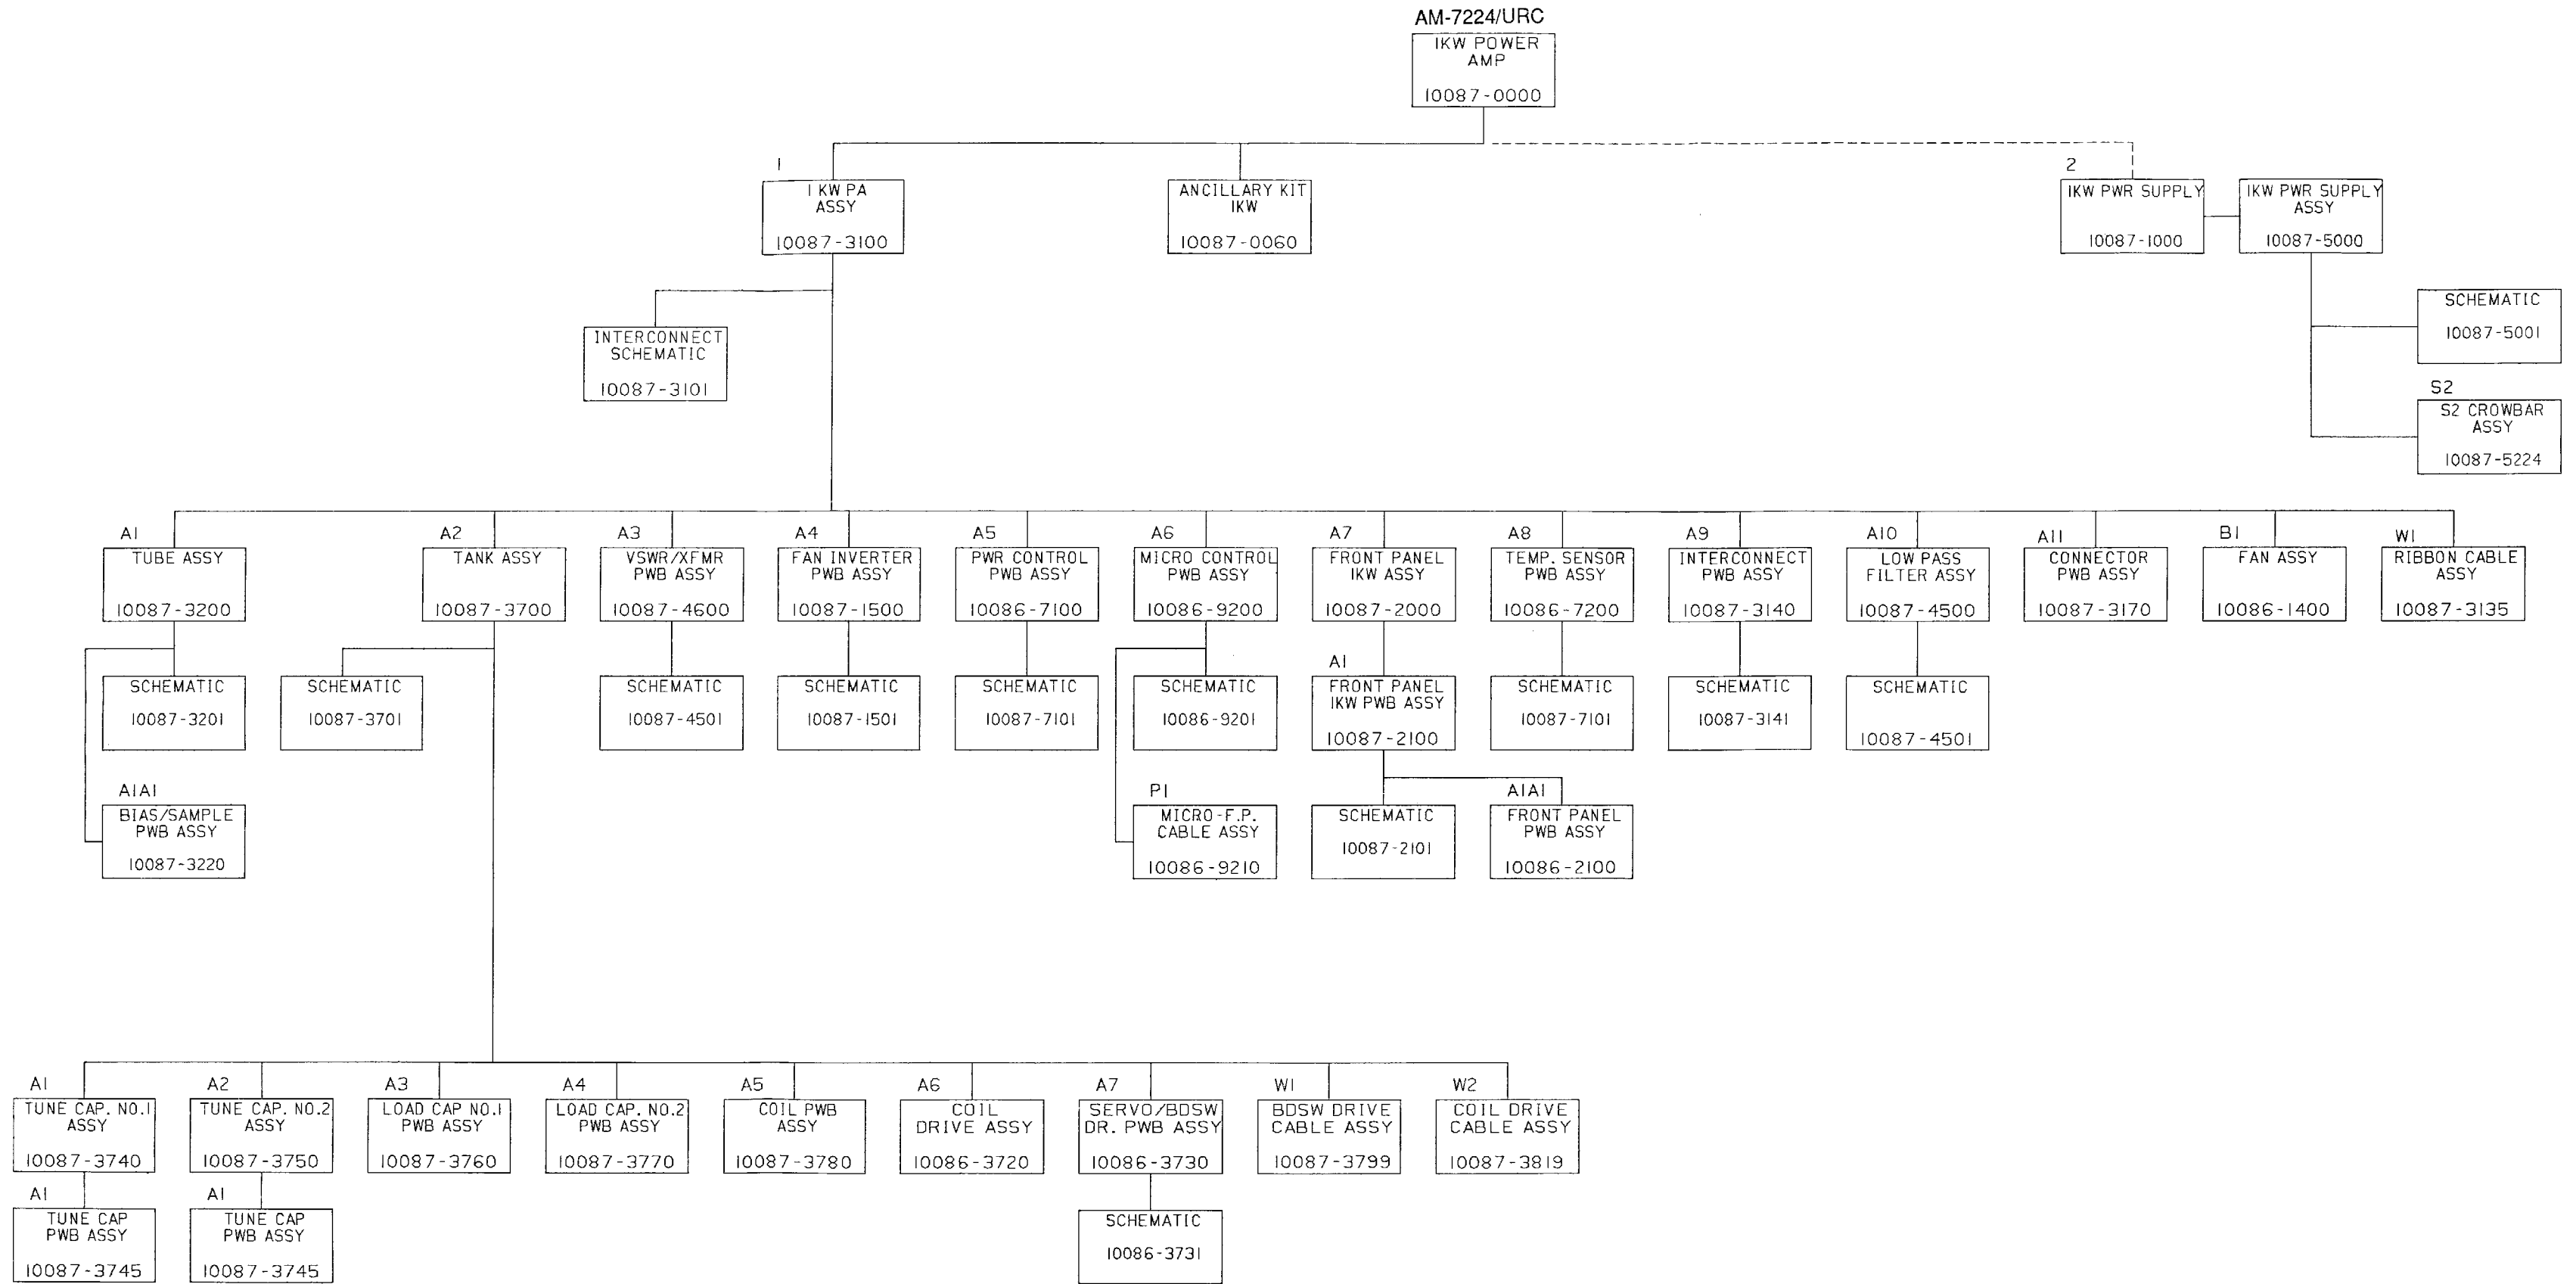 AM-7224/URC
1KW POWER
AMP
10087-0000
1
1 KW PA
ASSY
10087-3100
ANCILLARY KIT
1KW
10087-0060
2
1KW PWR SUPPLY
10087-1000
1KW PWR SUPPLY
ASSY
10087-5000
INTERCONNECT
SCHEMATIC
10087-3101
SCHEMATIC
10087-5001
S2
S2 CROWBAR
ASSY
10087-5224
A1
TUBE ASSY
10087-3200
A2
TANK ASSY
10087-3700
A3
VSWR/XFMR
PWB ASSY
10087-4600
A4
FAN INVERTER
PWB ASSY
10087-1500
A5
PWR CONTROL
PWB ASSY
10086-7100
A6
MICRO CONTROL
PWB ASSY
10086-9200
A7
FRONT PANEL
1KW ASSY
10087-2000
A8
TEMP. SENSOR
PWB ASSY
10086-7200
A9
INTERCONNECT
PWB ASSY
10087-3140
A10
LOW PASS
FILTER ASSY
10087-4500
A11
CONNECTOR
PWB ASSY
10087-3170
B1
FAN ASSY
10086-1400
W1
RIBBON CABLE
ASSY
10087-3135
SCHEMATIC
10087-3201
SCHEMATIC
10087-3701
SCHEMATIC
10087-4501
SCHEMATIC
10087-1501
SCHEMATIC
10087-7101
SCHEMATIC
10086-9201
A1
FRONT PANEL
1KW PWB ASSY
10087-2100
SCHEMATIC
10087-7101
SCHEMATIC
10087-3141
SCHEMATIC
10087-4501
A1A1
BIAS/SAMPLE
PWB ASSY
10087-3220
P1
MICRO-F.P.
CABLE ASSY
10086-9210
SCHEMATIC
10087-2101
A1A1
FRONT PANEL
PWB ASSY
10086-2100
A1
TUNE CAP. NO.1
ASSY
10087-3740
A2
TUNE CAP. NO.2
ASSY
10087-3750
A3
LOAD CAP NO.1
PWB ASSY
10087-3760
A4
LOAD CAP. NO.2
PWB ASSY
10087-3770
A5
COIL PWB
ASSY
10087-3780
A6
COIL
DRIVE ASSY
10086-3720
A7
SERVO/BDSW
DR. PWB ASSY
10086-3730
W1
BDSW DRIVE
CABLE ASSY
10087-3799
W2
COIL DRIVE
CABLE ASSY
10087-3819
A1
TUNE CAP
PWB ASSY
10087-3745
A1
TUNE CAP
PWB ASSY
10087-3745
SCHEMATIC
10086-3731